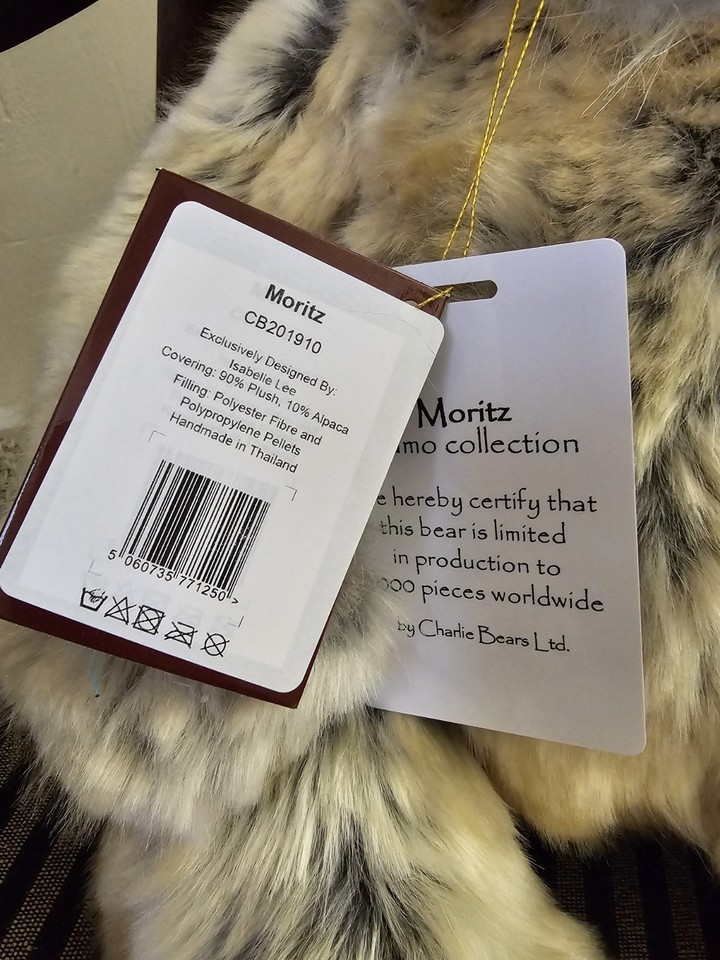 Moritz
CB201910
Exclusively Designed By:
Isabelle Lee
Covering: 90% Plush, 10% Alpaca
Filling: Polyester Fibre and
Polypropylene Pellets
Handmade in Thailand
5 060735 771250 >
Moritz
collection
hereby certify that
this bear is limited
in production to
pieces worldwide
by Charlie Bears Ltd.